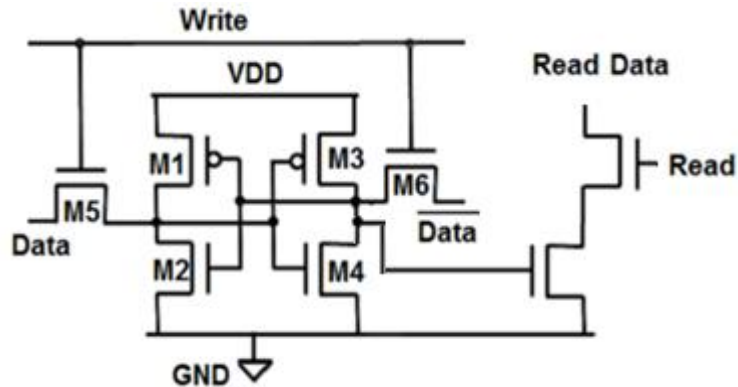 Write
VDD
Read Data
M1
M3
M6
Read
M5
Data
Data
M2
M4
GND